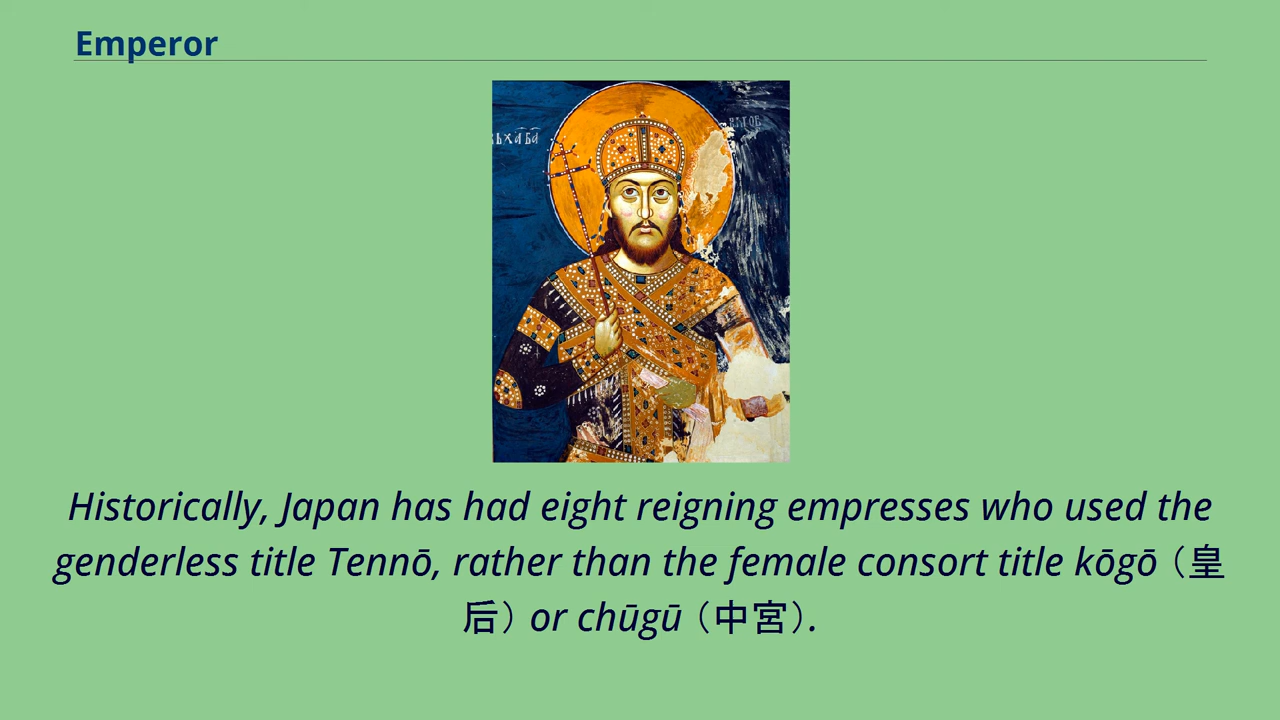 Emperor
Historically, Japan has had eight reigning empresses who used the
genderless title Tennō, rather than the female consort title kōgō (皇
后) or chūgū (中宮).